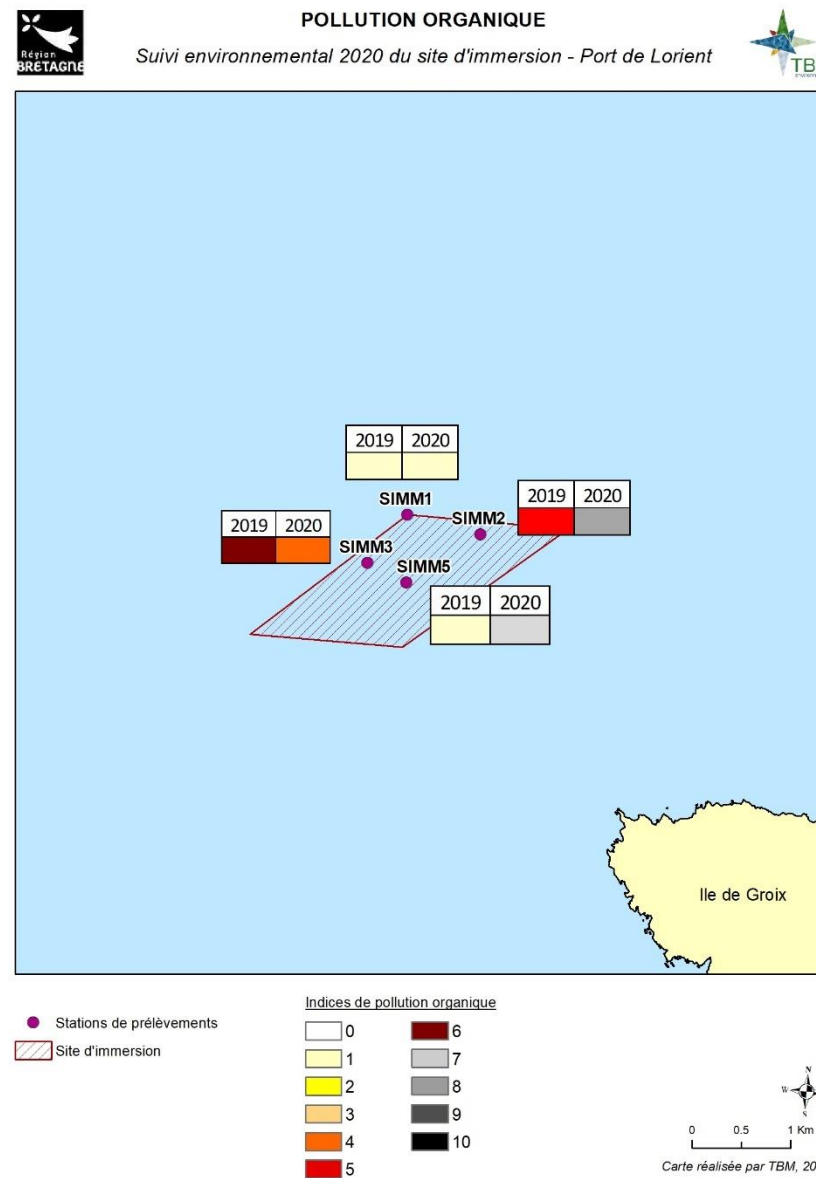 POLLUTION ORGANIQUE
Suivi environnemental 2020 du site d'immersion - Port de Lorient
Région
BRETAGNE
TB
2019 2020
SIMM1
2019 2020
SIMM2
2019 2020
SIMM3
SIMM5
2019 2020
Ile de Groix
Stations de prélèvements
Site d'immersion
Indices de pollution organique
0
1
2
3
4
5
6
7
8
9
10
N
W
S
0 0.5 1 Km
Carte réalisée par TBM, 20